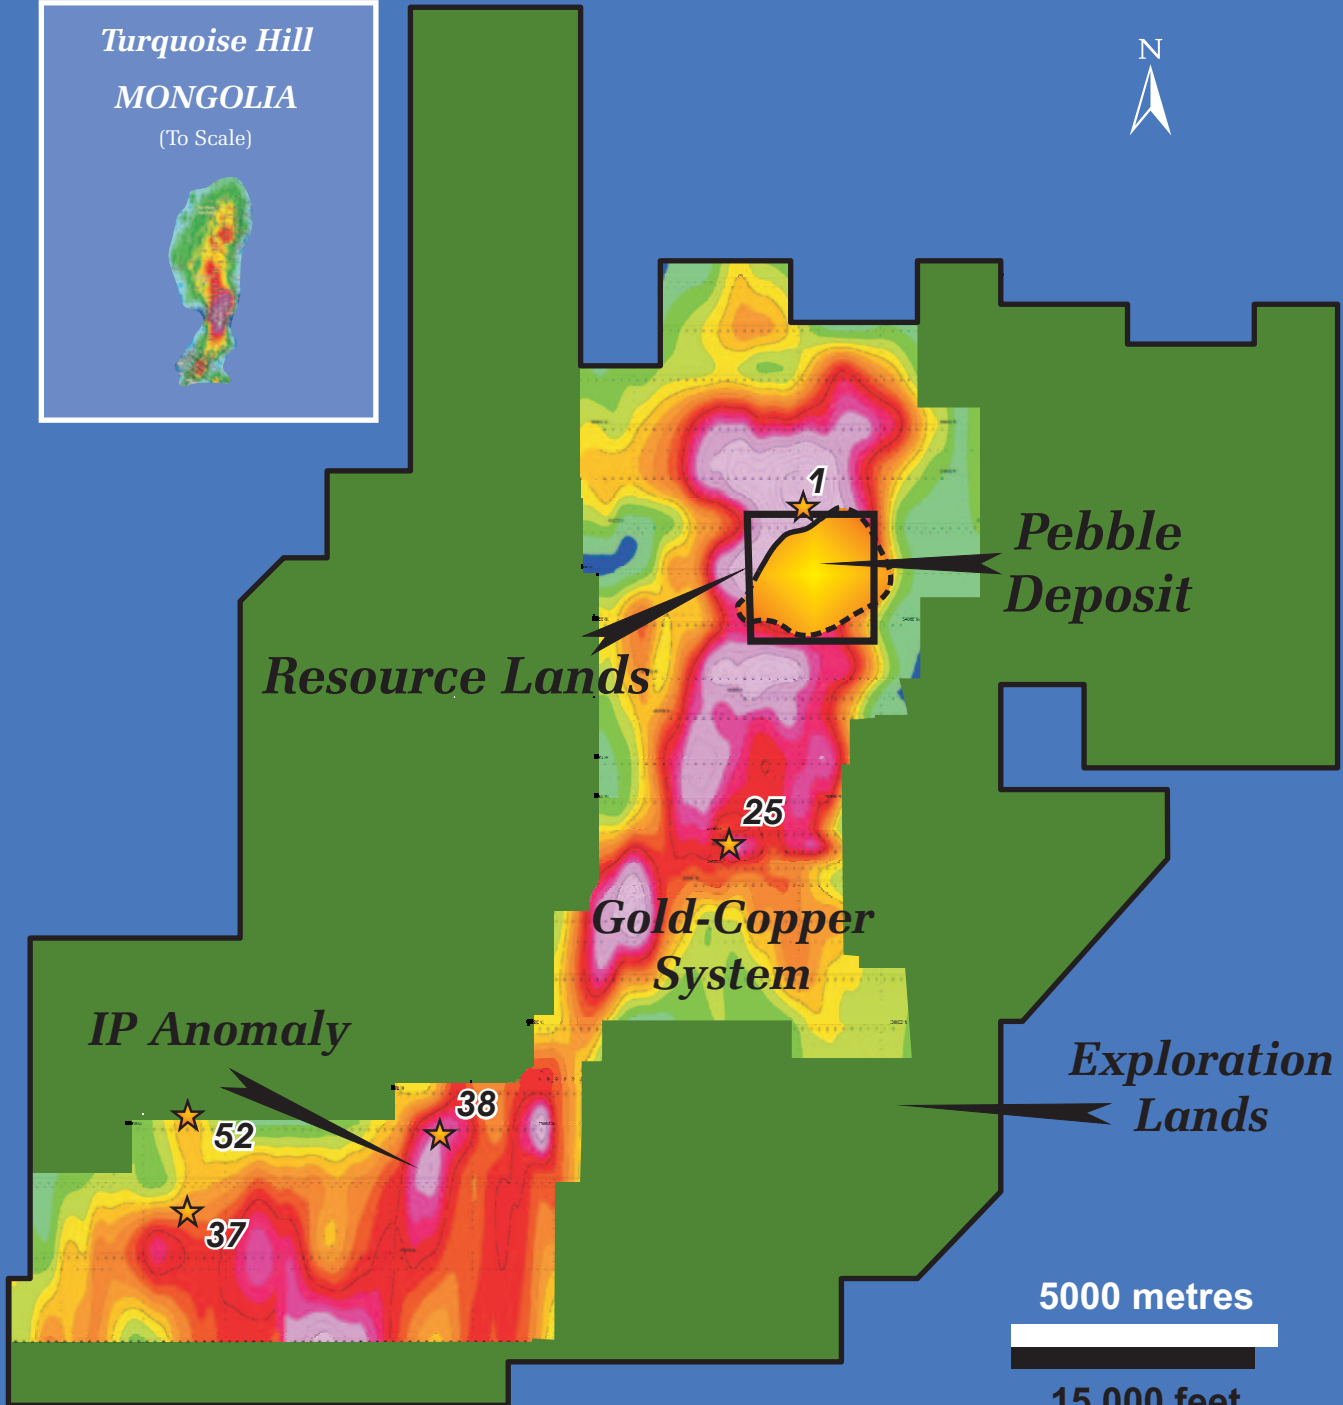 Turquoise Hill
MONGOLIA
(To Scale)
N
1
Pebble
Deposit
Resource Lands
25
Gold-Copper
System
IP Anomaly
Exploration
Lands
38
52
37
5000 metres
15,000 feet